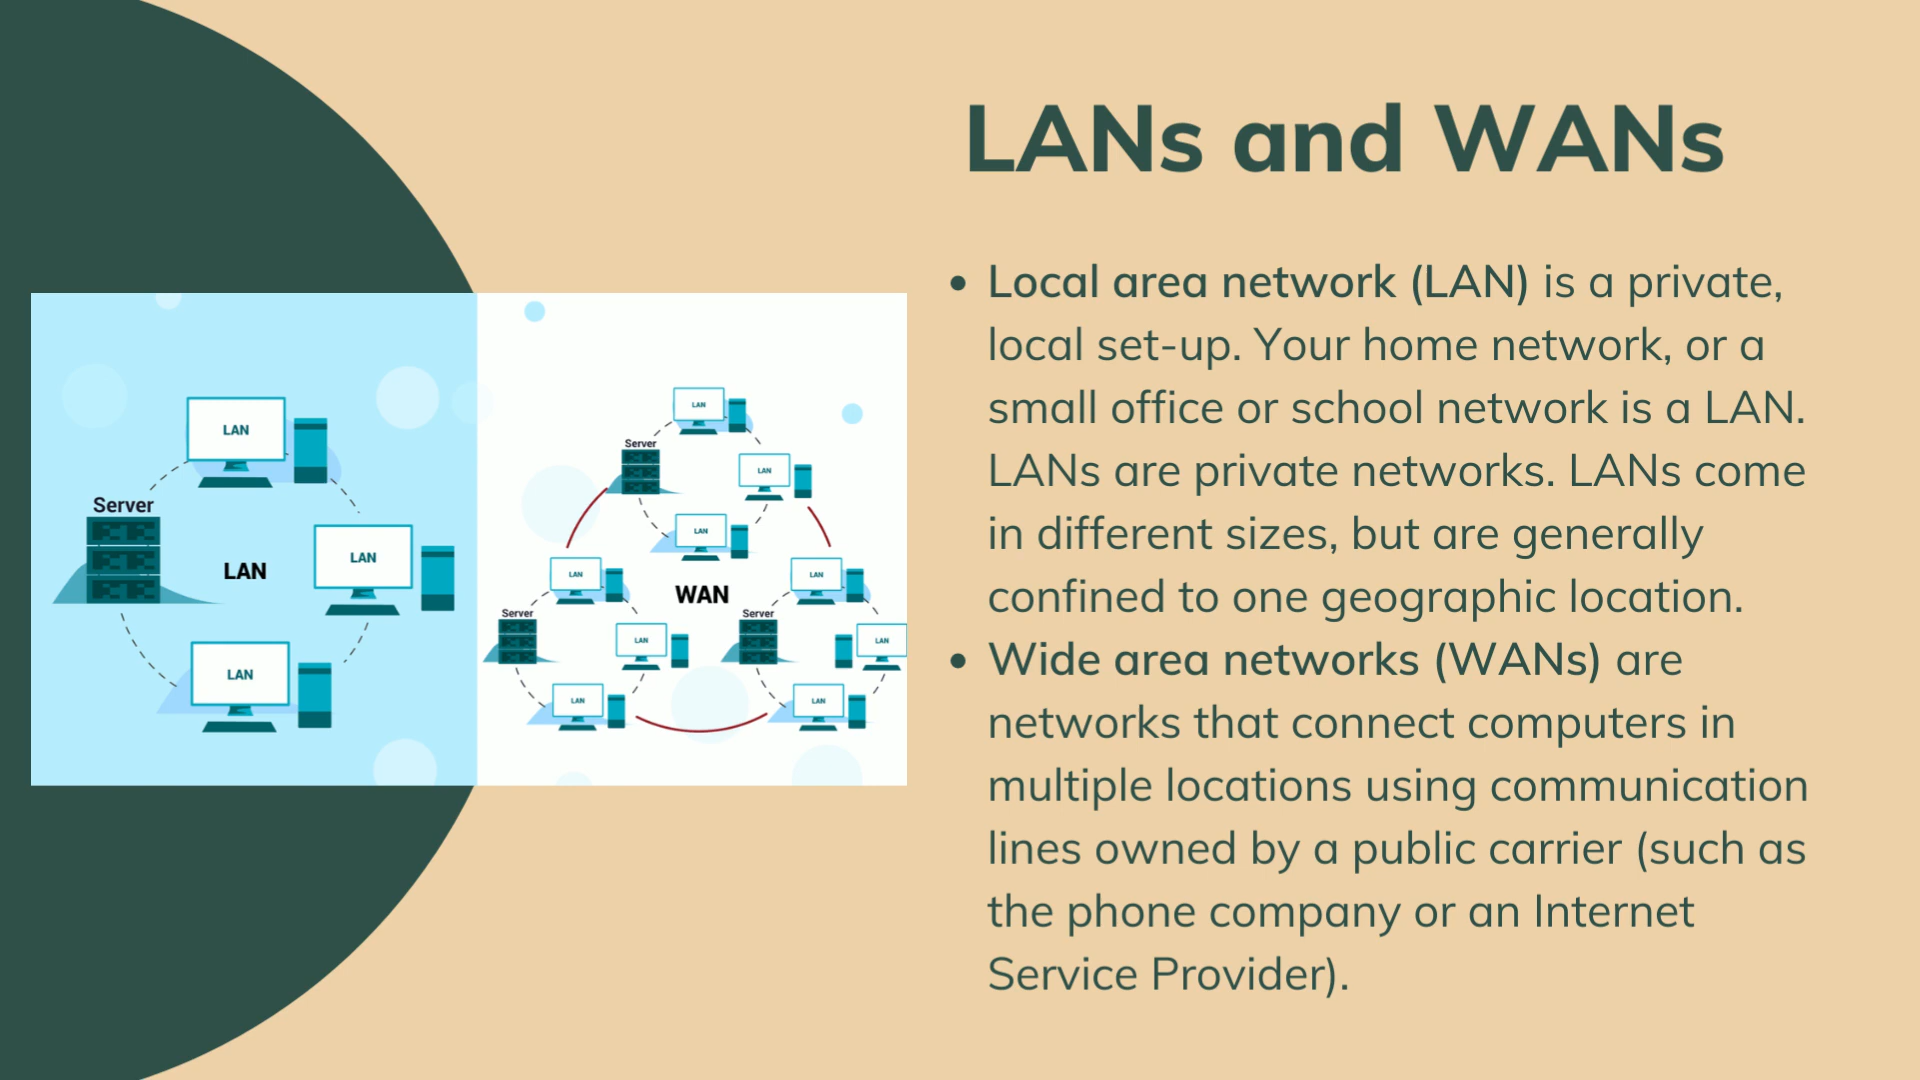 LANs and WANs
• Local area network (LAN) is a private,
local set-up. Your home network, or a
small office or school network is a LAN.
LANs are private networks. LANs come
in different sizes, but are generally
confined to one geographic location.
• Wide area networks (WANs) are
networks that connect computers in
multiple locations using communication
lines owned by a public carrier (such as
the phone company or an Internet
Service Provider).
LAN
Server
LAN
LAN
LAN
LAN
Server
LAN
LAN
LAN
LAN
WAN
Server
LAN
LAN
LAN
Server
LAN
LAN